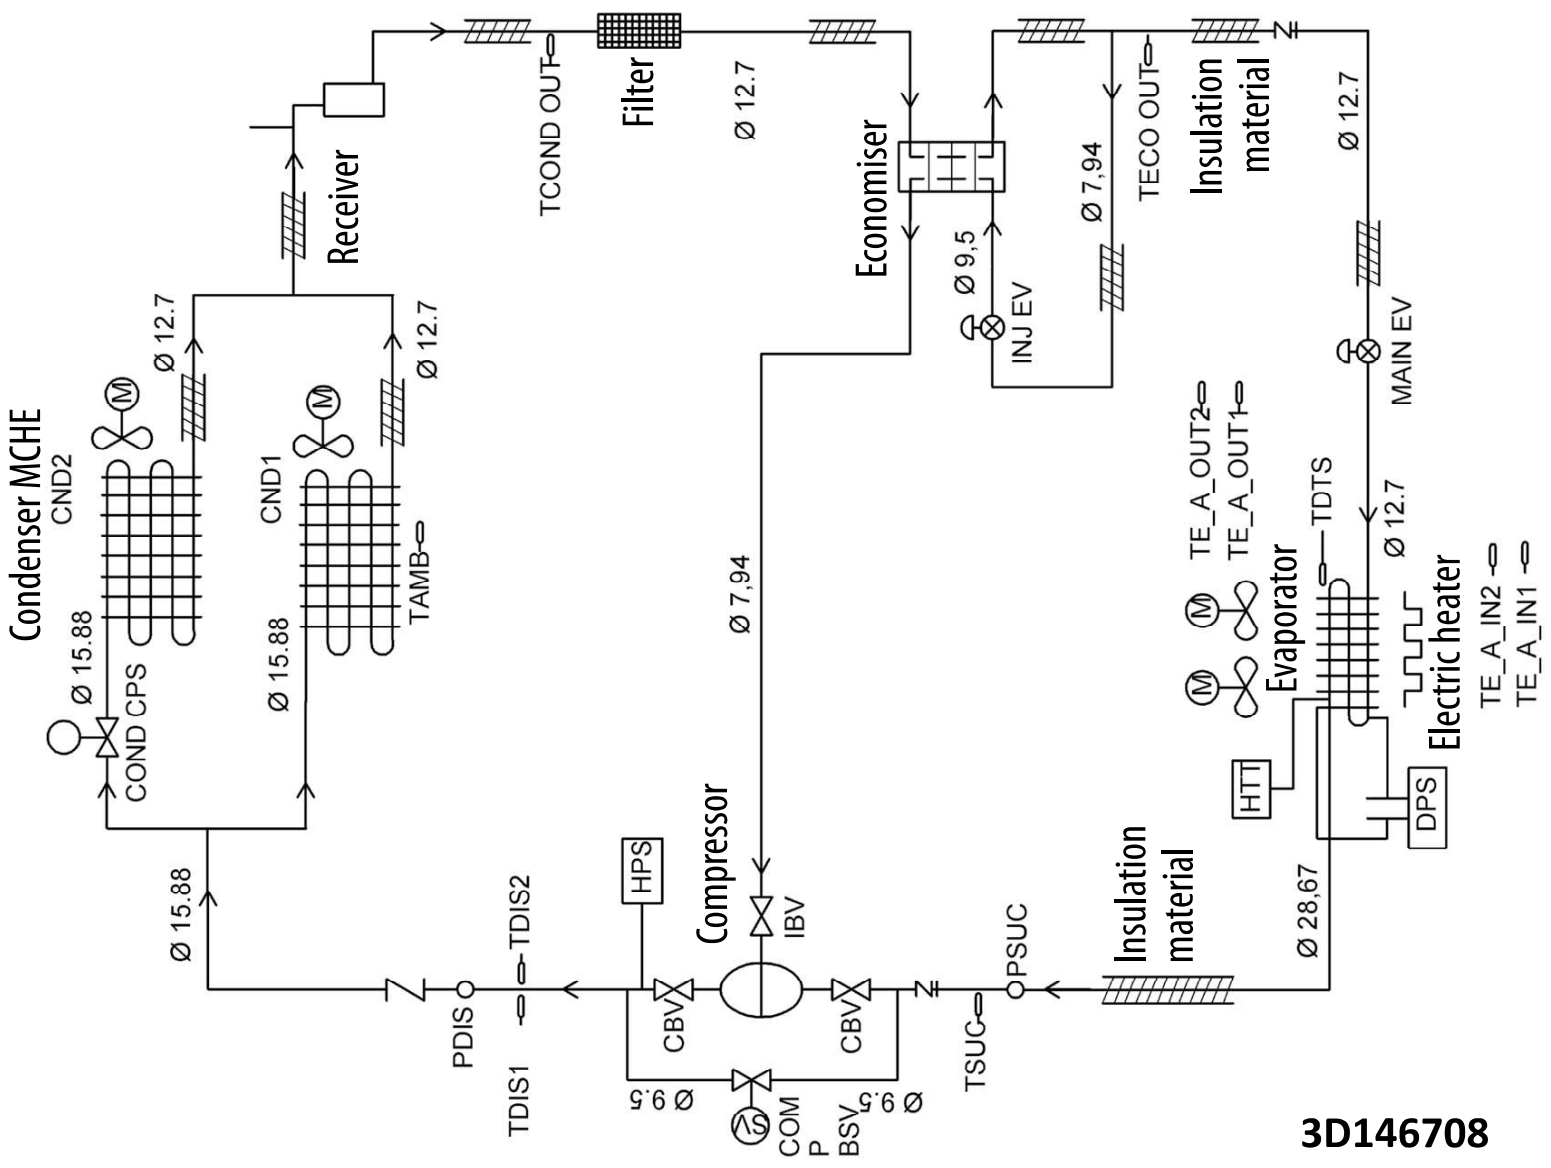 Condenser MCHE
CND2
M
Ø 12.7
Ø 15.88
COND CPS
CND1
M
Ø 12.7
Ø 15.88
TAMB
Receiver
TCOND OUT
Filter
Ø 12.7
Economiser
Ø 9,5
INJ EV
Ø 7,94
TECO OUT
Insulation
material
Ø 12.7
MAIN EV
TE_A_OUT2
TE_A_OUT1
TDTS
Ø 12.7
M
M
Evaporator
Electric heater
TE_A_IN2
TE_A_IN1
HTT
DPS
Ø 28,67
Insulation
material
PSUC
TSUC
Ø 7,94
Compressor
IBV
CBV
CBV
HPS
TDIS2
TDIS1
PDIS
Ø 15.88
Ø 9.5
Ø 9.5
SV
COM
P
BSV
3D146708